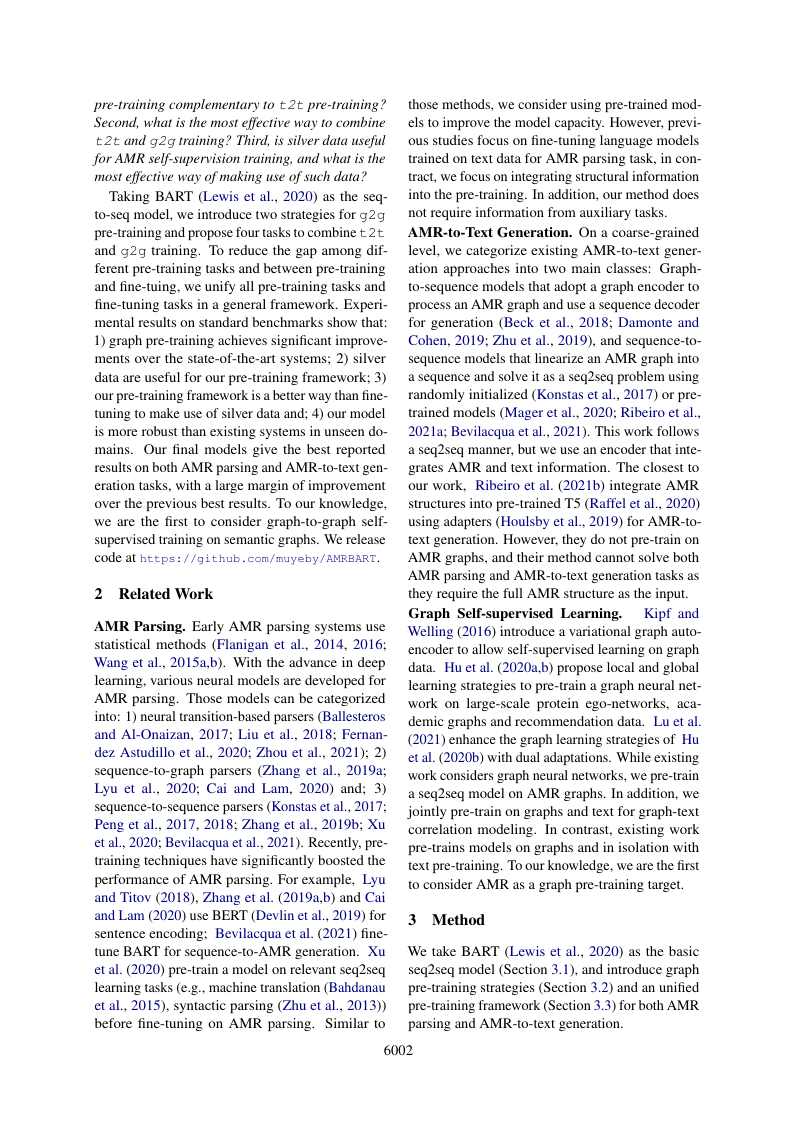 pre-training complementary to t2t pre-training?
Second, what is the most effective way to combine
t2t and g2g training? Third, is silver data useful
for AMR self-supervision training, and what is the
most effective way of making use of such data?
Taking BART (Lewis et al., 2020) as the seq-
to-seq model, we introduce two strategies for g2g
pre-training and propose four tasks to combine t2t
and g2g training. To reduce the gap among dif-
ferent pre-training tasks and between pre-training
and fine-tuing, we unify all pre-training tasks and
fine-tuning tasks in a general framework. Experi-
mental results on standard benchmarks show that:
1) graph pre-training achieves significant improve-
ments over the state-of-the-art systems; 2) silver
data are useful for our pre-training framework; 3)
our pre-training framework is a better way than fine-
tuning to make use of silver data and; 4) our model
is more robust than existing systems in unseen do-
mains. Our final models give the best reported
results on both AMR parsing and AMR-to-text gen-
eration tasks, with a large margin of improvement
over the previous best results. To our knowledge,
we are the first to consider graph-to-graph self-
supervised training on semantic graphs. We release
code at https://github.com/muyeby/AMRBART.
2 Related Work
AMR Parsing. Early AMR parsing systems use
statistical methods (Flanigan et al., 2014, 2016;
Wang et al., 2015a,b). With the advance in deep
learning, various neural models are developed for
AMR parsing. Those models can be categorized
into: 1) neural transition-based parsers (Ballesteros
and Al-Onaizan, 2017; Liu et al., 2018; Fernan-
dez Astudillo et al., 2020; Zhou et al., 2021); 2)
sequence-to-graph parsers (Zhang et al., 2019a;
Lyu et al., 2020; Cai and Lam, 2020) and; 3)
sequence-to-sequence parsers (Konstas et al., 2017;
Peng et al., 2017, 2018; Zhang et al., 2019b; Xu
et al., 2020; Bevilacqua et al., 2021). Recently, pre-
training techniques have significantly boosted the
performance of AMR parsing. For example, Lyu
and Titov (2018), Zhang et al. (2019a,b) and Cai
and Lam (2020) use BERT (Devlin et al., 2019) for
sentence encoding; Bevilacqua et al. (2021) fine-
tune BART for sequence-to-AMR generation. Xu
et al. (2020) pre-train a model on relevant seq2seq
learning tasks (e.g., machine translation (Bahdanau
et al., 2015), syntactic parsing (Zhu et al., 2013))
before fine-tuning on AMR parsing. Similar to
those methods, we consider using pre-trained mod-
els to improve the model capacity. However, previ-
ous studies focus on fine-tuning language models
trained on text data for AMR parsing task, in con-
tract, we focus on integrating structural information
into the pre-training. In addition, our method does
not require information from auxiliary tasks.
AMR-to-Text Generation. On a coarse-grained
level, we categorize existing AMR-to-text gener-
ation approaches into two main classes: Graph-
to-sequence models that adopt a graph encoder to
process an AMR graph and use a sequence decoder
for generation (Beck et al., 2018; Damonte and
Cohen, 2019; Zhu et al., 2019), and sequence-to-
sequence models that linearize an AMR graph into
a sequence and solve it as a seq2seq problem using
randomly initialized (Konstas et al., 2017) or pre-
trained models (Mager et al., 2020; Ribeiro et al.,
2021a; Bevilacqua et al., 2021). This work follows
a seq2seq manner, but we use an encoder that inte-
grates AMR and text information. The closest to
our work, Ribeiro et al. (2021b) integrate AMR
structures into pre-trained T5 (Raffel et al., 2020)
using adapters (Houlsby et al., 2019) for AMR-to-
text generation. However, they do not pre-train on
AMR graphs, and their method cannot solve both
AMR parsing and AMR-to-text generation tasks as
they require the full AMR structure as the input.
Graph Self-supervised Learning. Kipf and
Welling (2016) introduce a variational graph auto-
encoder to allow self-supervised learning on graph
data. Hu et al. (2020a,b) propose local and global
learning strategies to pre-train a graph neural net-
work on large-scale protein ego-networks, aca-
demic graphs and recommendation data. Lu et al.
(2021) enhance the graph learning strategies of Hu
et al. (2020b) with dual adaptations. While existing
work considers graph neural networks, we pre-train
a seq2seq model on AMR graphs. In addition, we
jointly pre-train on graphs and text for graph-text
correlation modeling. In contrast, existing work
pre-trains models on graphs and in isolation with
text pre-training. To our knowledge, we are the first
to consider AMR as a graph pre-training target.
3 Method
We take BART (Lewis et al., 2020) as the basic
seq2seq model (Section 3.1), and introduce graph
pre-training strategies (Section 3.2) and an unified
pre-training framework (Section 3.3) for both AMR
parsing and AMR-to-text generation.
6002